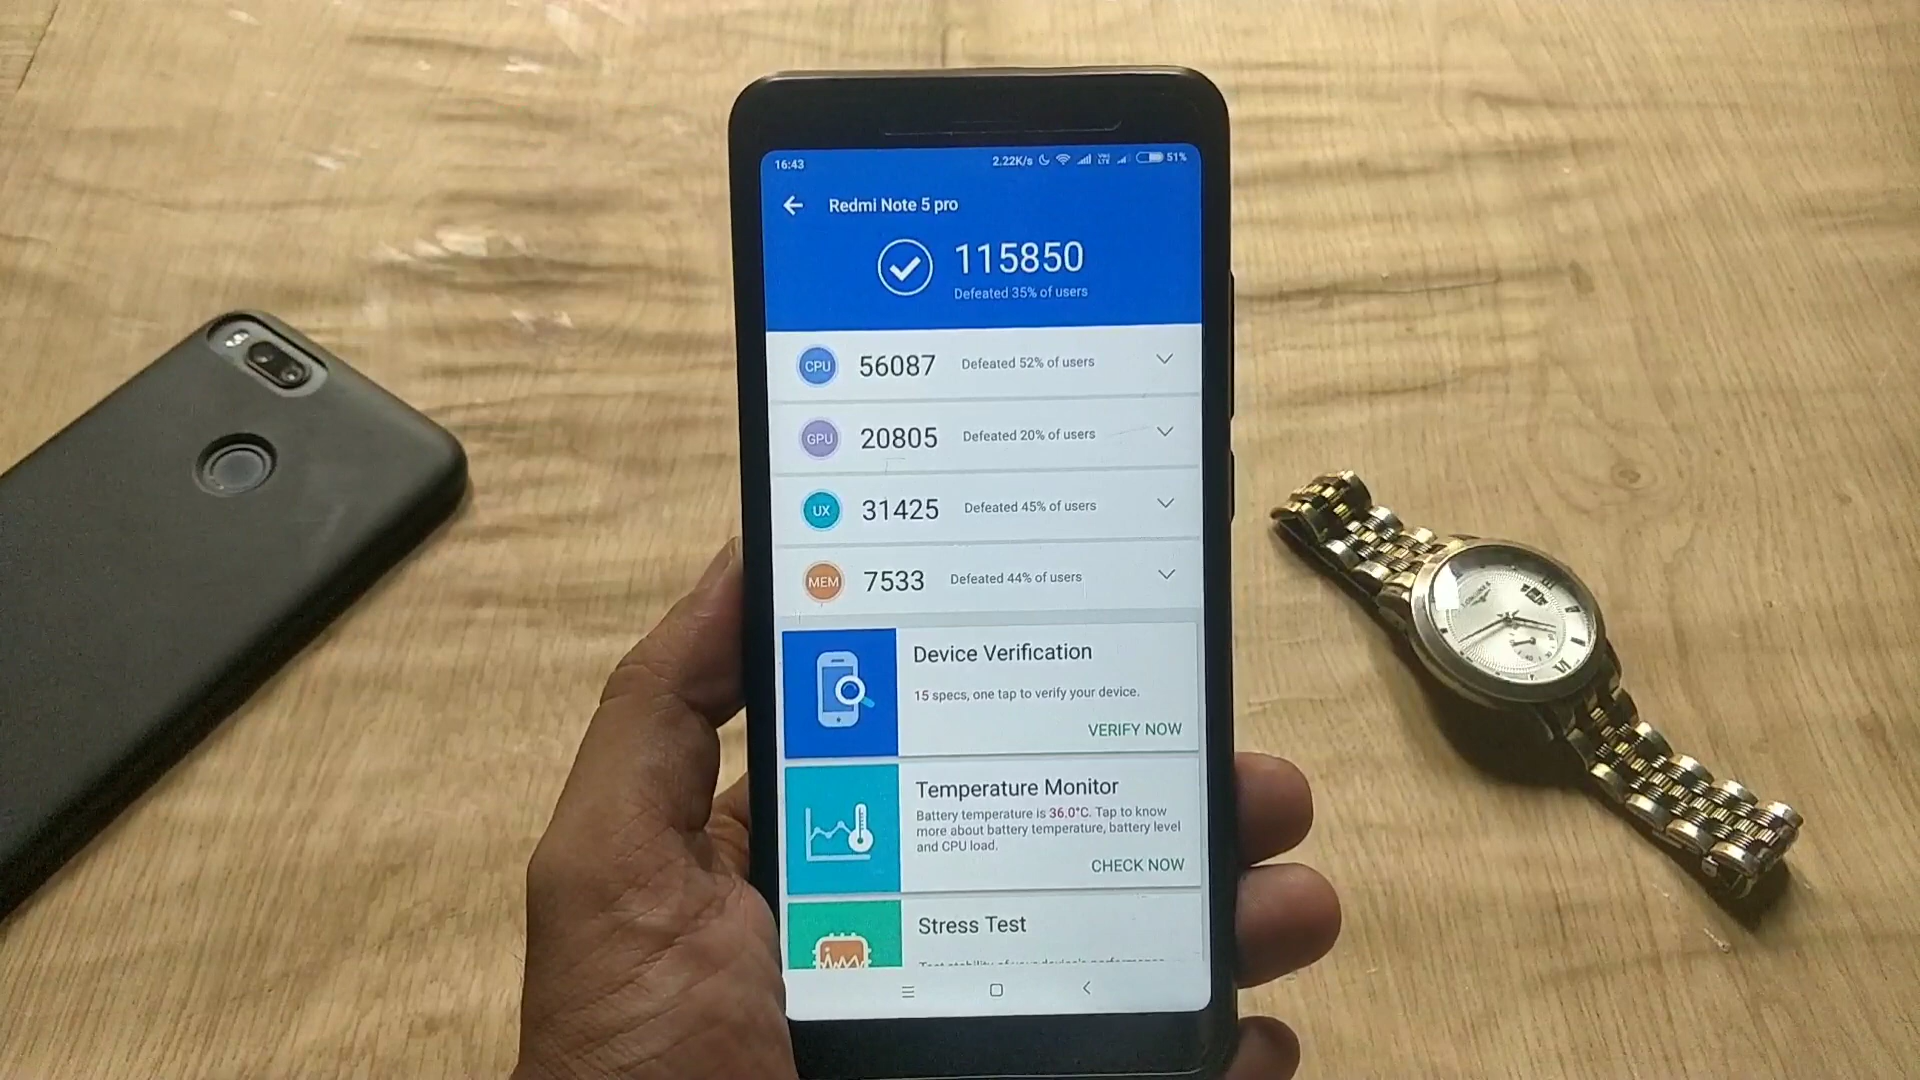 16:43 2.22K/s VoLTE 51%
Redmi Note 5 pro
115850
Defeated 35% of users
CPU 56087 Defeated 52% of users
GPU 20805 Defeated 20% of users
UX 31425 Defeated 45% of users
MEM 7533 Defeated 44% of users
Device Verification
15 specs, one tap to verify your device.
VERIFY NOW
Temperature Monitor
Battery temperature is 36.0°C. Tap to know
more about battery temperature, battery level
and CPU load.
CHECK NOW
Stress Test
LONGINES
VI